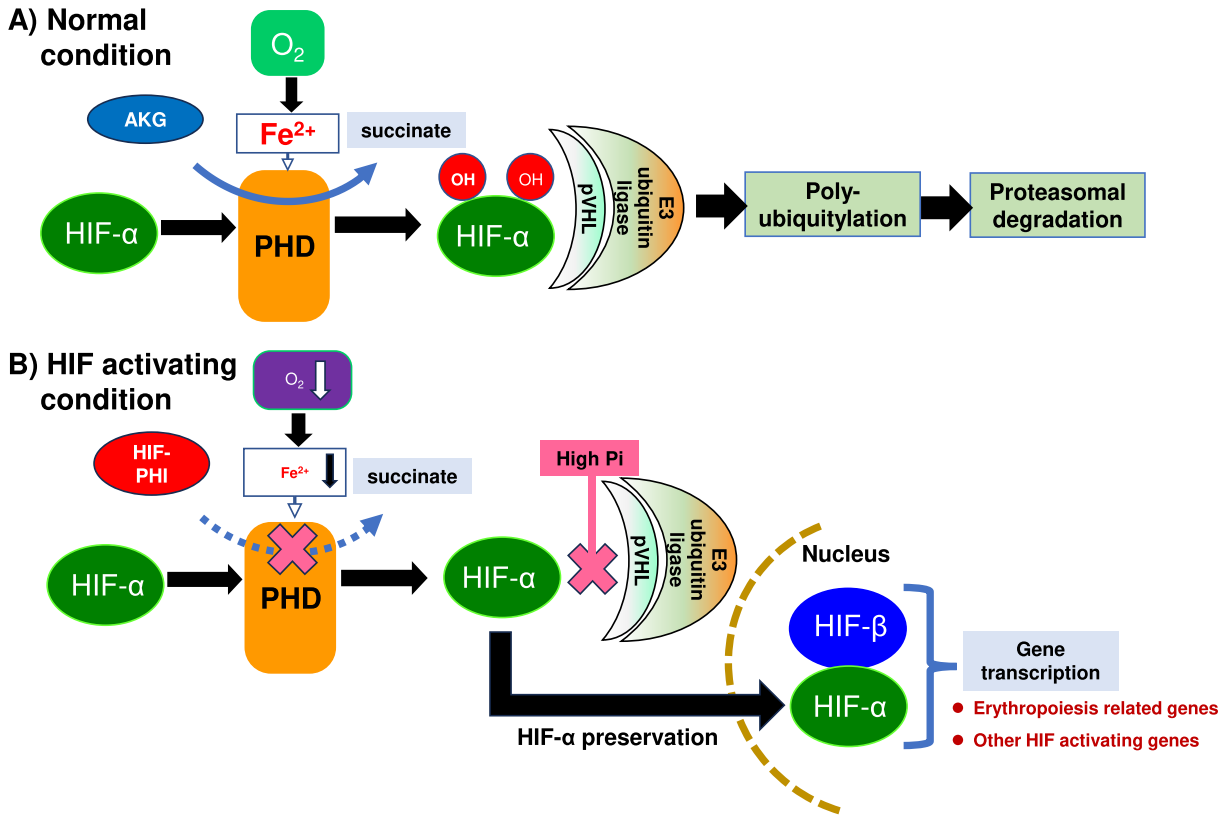 A) Normal
condition
O2
AKG
Fe2+
succinate
HIF-α
PHD
OH
OH
HIF-α
pVHL
E3
ubiquitin
ligase
Poly-
ubiquitylation
Proteasomal
degradation
B) HIF activating
condition
O2
HIF-
PHI
Fe2+
succinate
HIF-α
PHD
High Pi
HIF-α
pVHL
E3
ubiquitin
ligase
Nucleus
HIF-β
HIF-α
Gene
transcription
● Erythropoiesis related genes
● Other HIF activating genes
HIF-α preservation